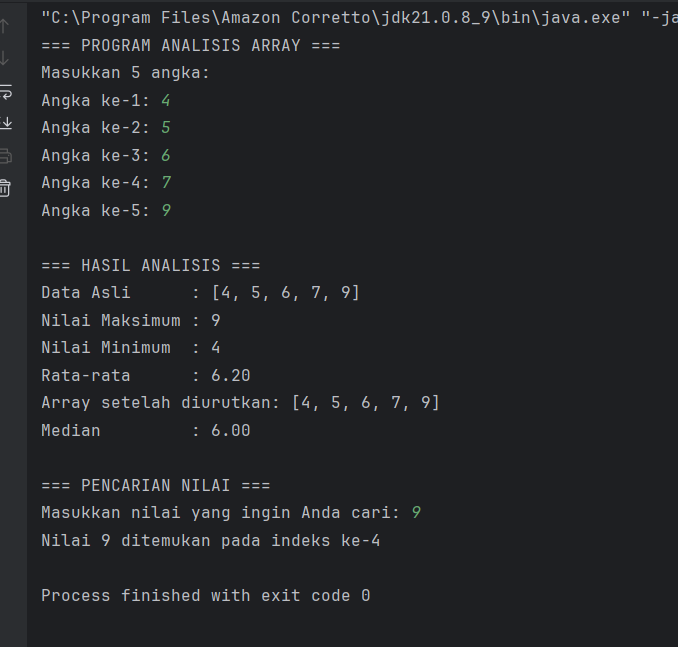 "C:\Program Files\Amazon Corretto\jdk21.0.8_9\bin\java.exe" "-ja
=== PROGRAM ANALISIS ARRAY ===
Masukkan 5 angka:
Angka ke-1: 4
Angka ke-2: 5
Angka ke-3: 6
Angka ke-4: 7
Angka ke-5: 9
=== HASIL ANALISIS ===
Data Asli      : [4, 5, 6, 7, 9]
Nilai Maksimum : 9
Nilai Minimum  : 4
Rata-rata      : 6.20
Array setelah diurutkan: [4, 5, 6, 7, 9]
Median         : 6.00
=== PENCARIAN NILAI ===
Masukkan nilai yang ingin Anda cari: 9
Nilai 9 ditemukan pada indeks ke-4
Process finished with exit code 0